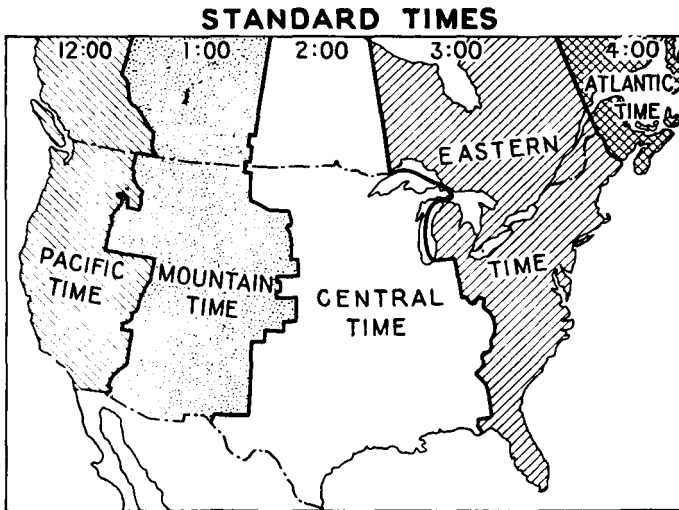 STANDARD TIMES
12:00 1:00 2:00 3:00 4:00
ATLANTIC
TIME
EASTERN
TIME
PACIFIC
TIME
MOUNTAIN
TIME
CENTRAL
TIME